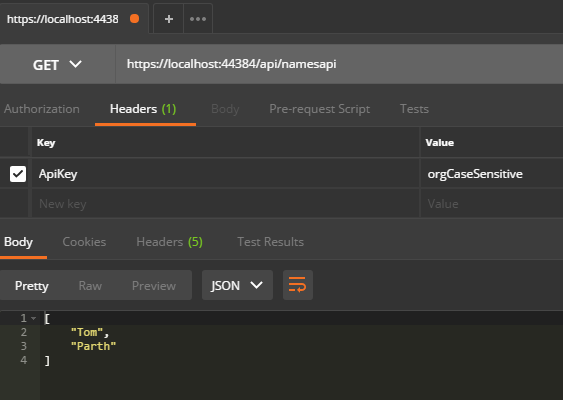 https://localhost:4438
+ •••
GET https://localhost:44384/api/namesapi
Authorization Headers (1) Body Pre-request Script Tests
Key Value
ApiKey orgCaseSensitive
New key Value
Body Cookies Headers (5) Test Results
Pretty Raw Preview JSON
1 [
2 "Tom",
3 "Parth"
4 ]